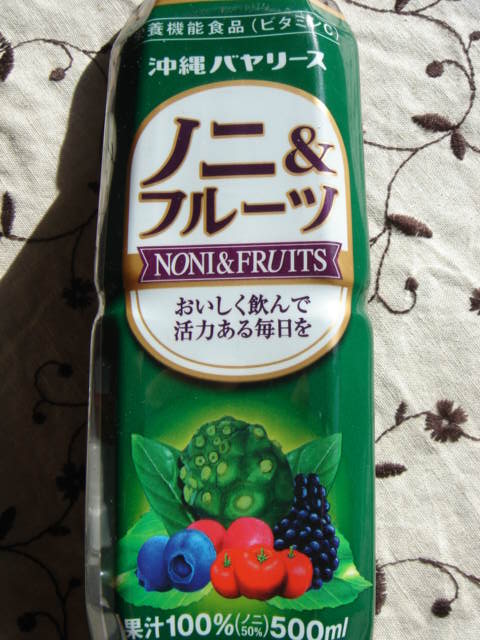 栄養機能食品(ビタミンC)
沖縄バヤリース
ノニ&
フルーツ
NONI&FRUITS
おいしく飲んで
活力ある毎日を
果汁100%(ノニ50%)500ml